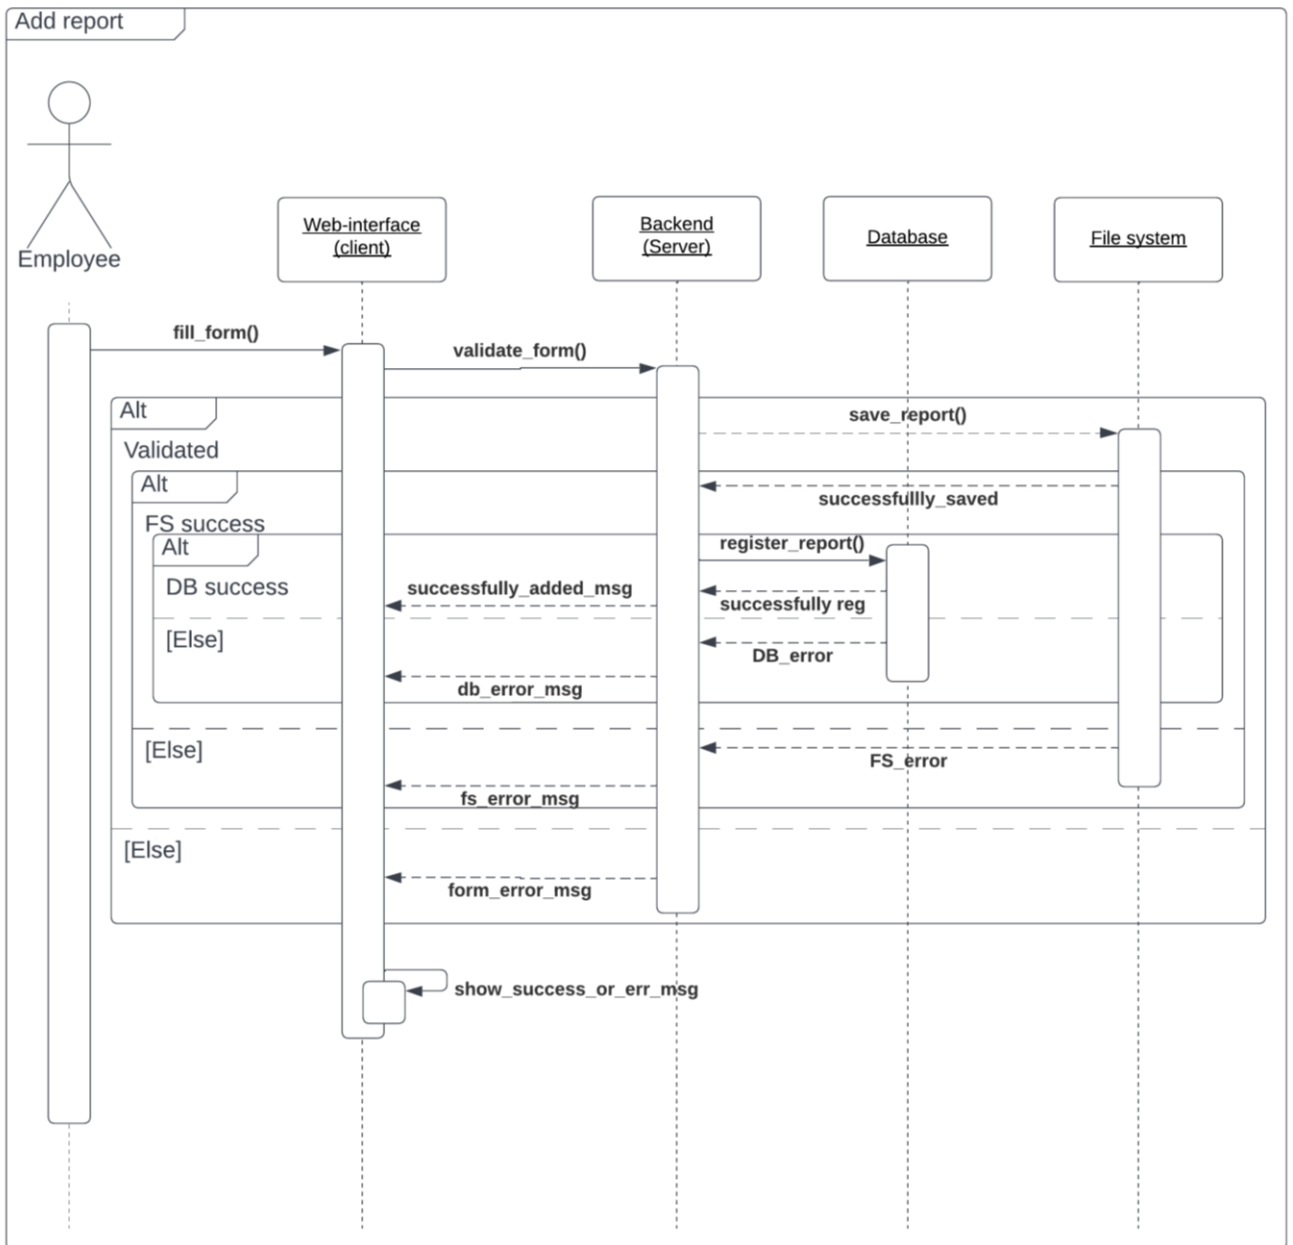 Add report
Employee
Web-interface
(client)
Backend
(Server)
Database
File system
fill_form()
validate_form()
Alt
save_report()
Validated
Alt
successfullly_saved
FS success
register_report()
Alt
DB success
successfully_added_msg
successfully reg
[Else]
DB_error
db_error_msg
[Else]
FS_error
fs_error_msg
[Else]
form_error_msg
show_success_or_err_msg